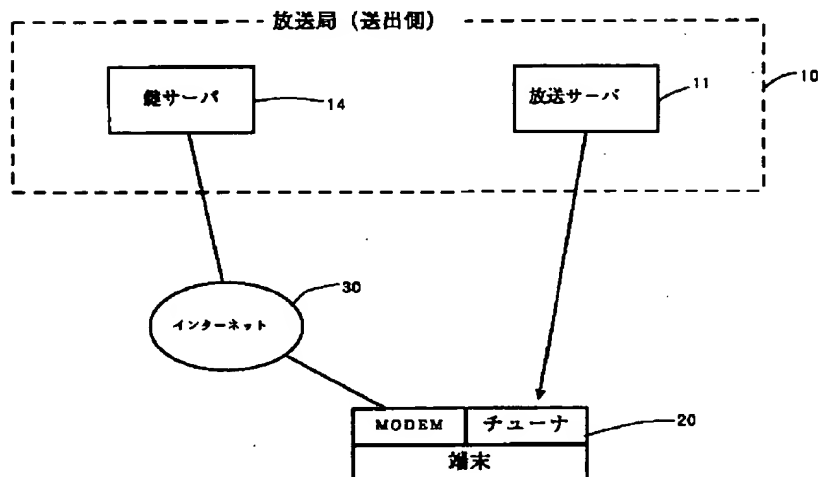 放送局 (送出側)
10
鍵サーバ
14
放送サーバ
11
インターネット
30
MODEM
チューナ
20
端末